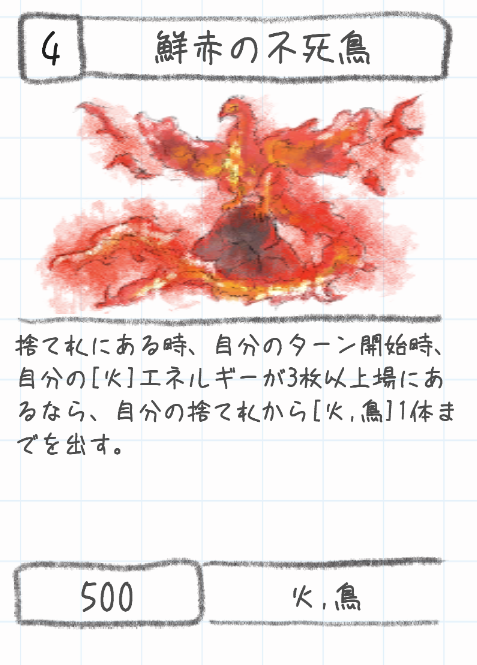 4
鮮赤の不死鳥
捨て札にある時、自分のターン開始時、
自分の[火]エネルギーが3枚以上場にあ
るなら、自分の捨て札から[火,鳥]1体ま
でを出す。
500
火,鳥